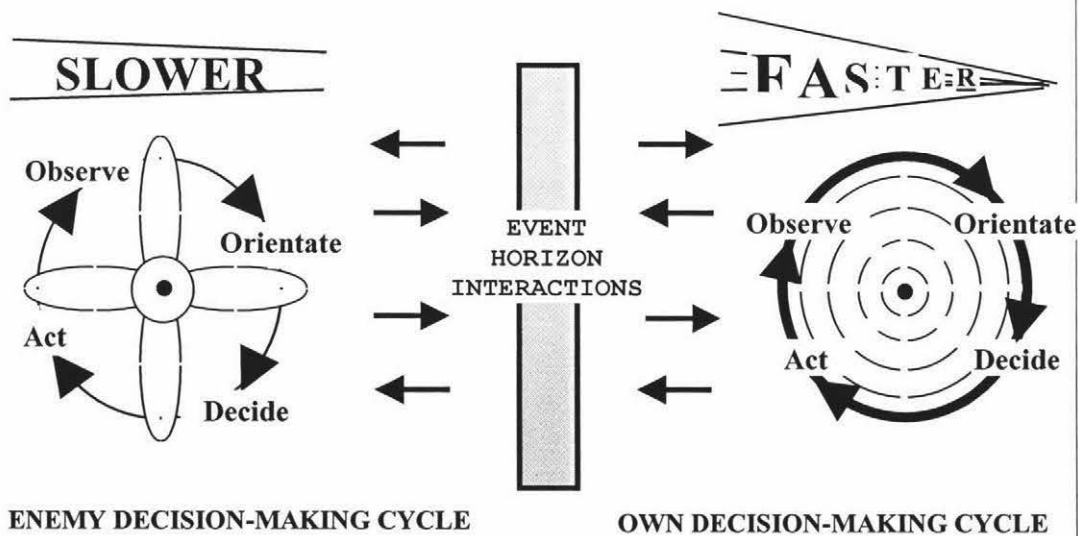 SLOWER
FASTER
Observe
Orientate
Act
Decide
EVENT
HORIZON
INTERACTIONS
Observe
Orientate
Act
Decide
ENEMY DECISION-MAKING CYCLE
OWN DECISION-MAKING CYCLE